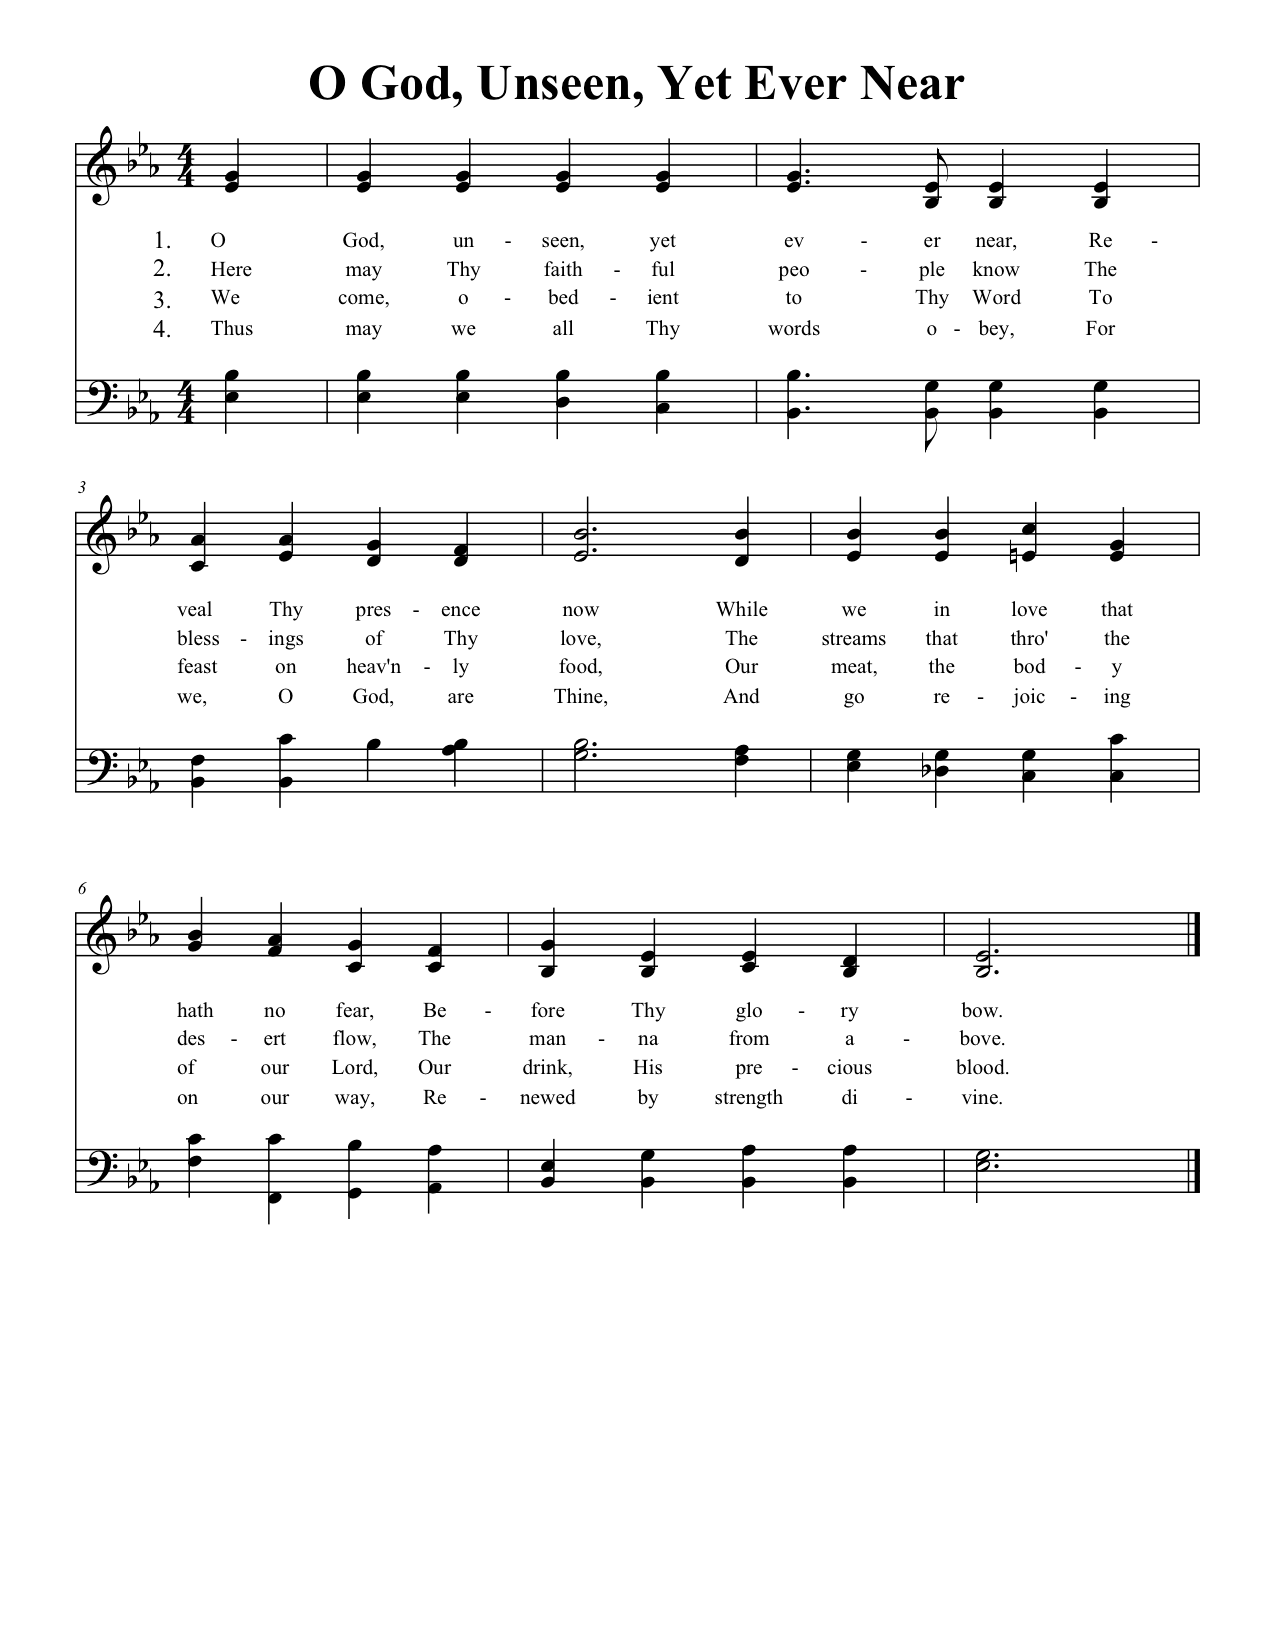 O God, Unseen, Yet Ever Near
4 4
1. O God, un - seen, yet ev - er near, Re -
2. Here may Thy faith - ful peo - ple know The
3. We come, o - bed - ient to Thy Word To
4. Thus may we all Thy words o - bey, For
4 4
3
veal Thy pres - ence now While we in love that
bless - ings of Thy love, The streams that thro' the
feast on heav'n - ly food, Our meat, the bod - y
we, O God, are Thine, And go re - joic - ing
6
hath no fear, Be - fore Thy glo - ry bow.
des - ert flow, The man - na from a - bove.
of our Lord, Our drink, His pre - cious blood.
on our way, Re - newed by strength di - vine.